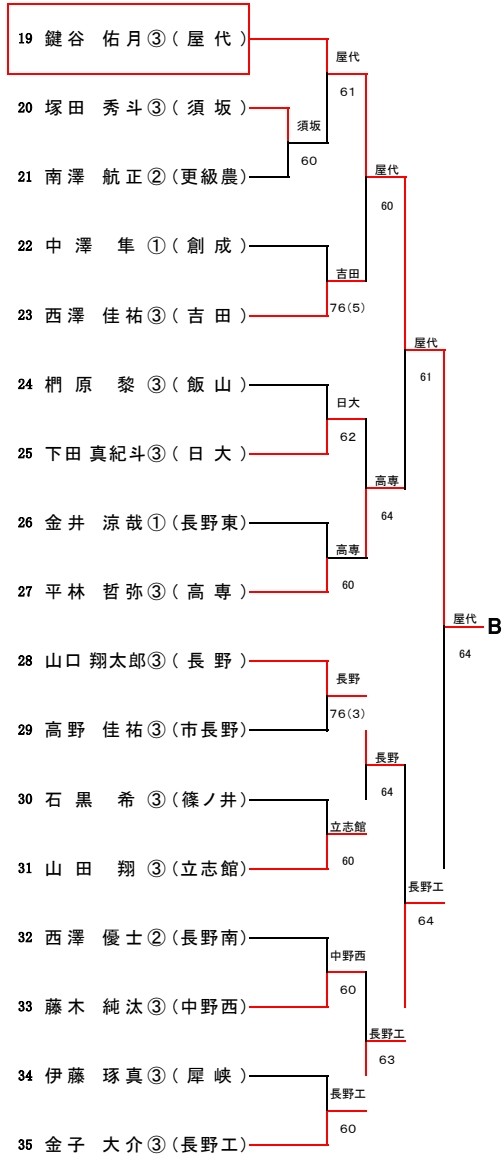 19 鍵谷 佑月③(屋代)
屋代
61
20 塚田 秀斗③(須坂)
須坂
60
21 南澤 航正②(更級農)
屋代
60
22 中澤 隼①(創成)
吉田
76(5)
23 西澤 佳祐③(吉田)
屋代
61
24 椚原 黎③(飯山)
日大
62
25 下田 真紀斗③(日大)
高専
64
26 金井 涼哉①(長野東)
高専
60
27 平林 哲弥③(高専)
屋代
B
64
28 山口 翔太郎③(長野)
長野
76(3)
29 高野 佳祐③(市長野)
長野
64
30 石黒 希③(篠ノ井)
立志館
60
31 山田 翔③(立志館)
長野工
64
32 西澤 優士②(長野南)
中野西
60
33 藤木 純汰③(中野西)
長野工
63
34 伊藤 琢真③(犀峡)
長野工
60
35 金子 大介③(長野工)